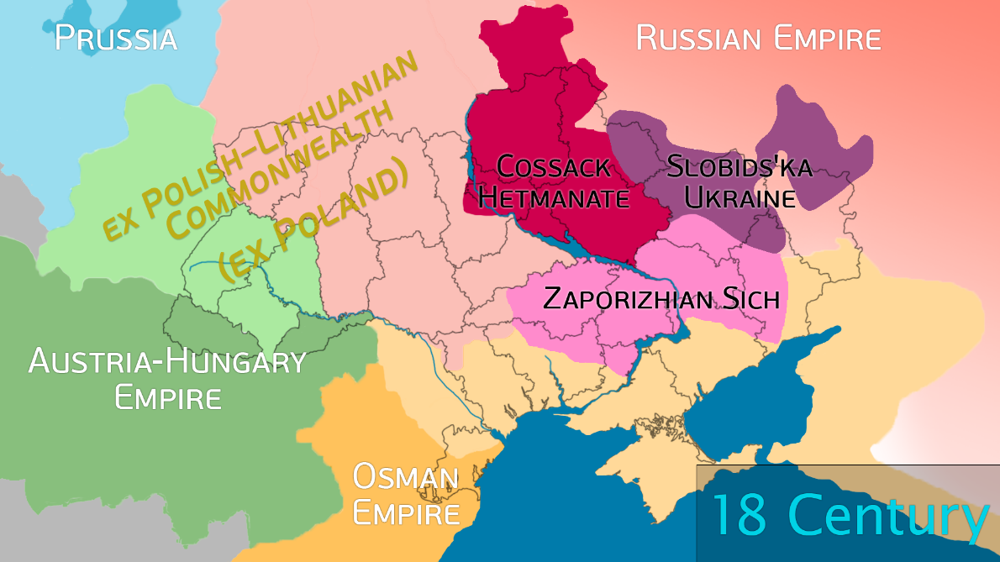 Prussia
Russian Empire
ex Polish-Lithuanian
Commonwealth
(ex Poland)
Cossack
Hetmanate
Slobids'ka
Ukraine
Zaporizhian Sich
Austria-Hungary
Empire
Osman
Empire
18 Century